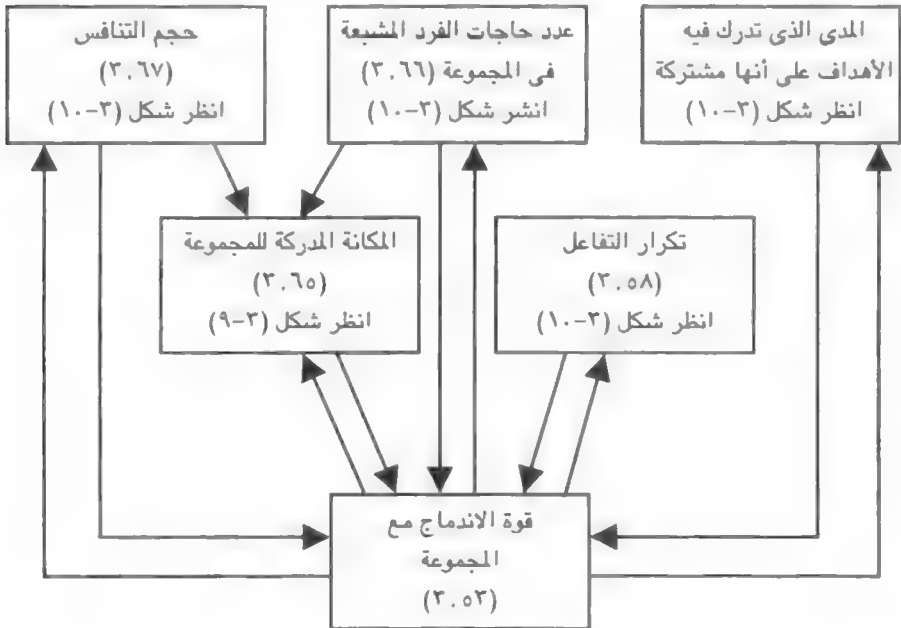 المدى الذى تدرك فيه
الأهداف على أنها مشتركة
انظر شكل (٣-١٠)
عدد حاجات الفرد المشبعة
فى المجموعة (٣.٦٦)
انشر شكل (٣-١٠)
حجم التنافس
(٣.٦٧)
انظر شكل (٣-١٠)
تكرار التفاعل
(٣.٥٨)
انظر شكل (٣-١٠)
المكانة المدركة للمجموعة
(٣.٦٥)
انظر شكل (٣-٩)
قوة الاندماج مع
المجموعة
(٣.٥٣)